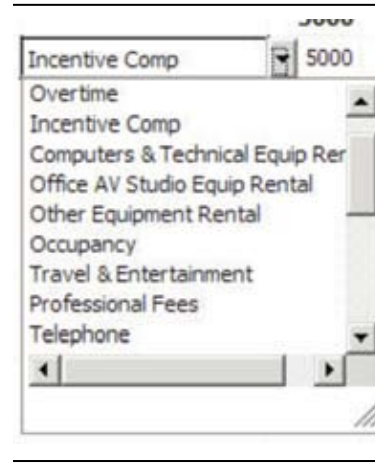 5000
Incentive Comp 5000
Overtime
Incentive Comp
Computers & Technical Equip Rer
Office AV Studio Equip Rental
Other Equipment Rental
Occupancy
Travel & Entertainment
Professional Fees
Telephone